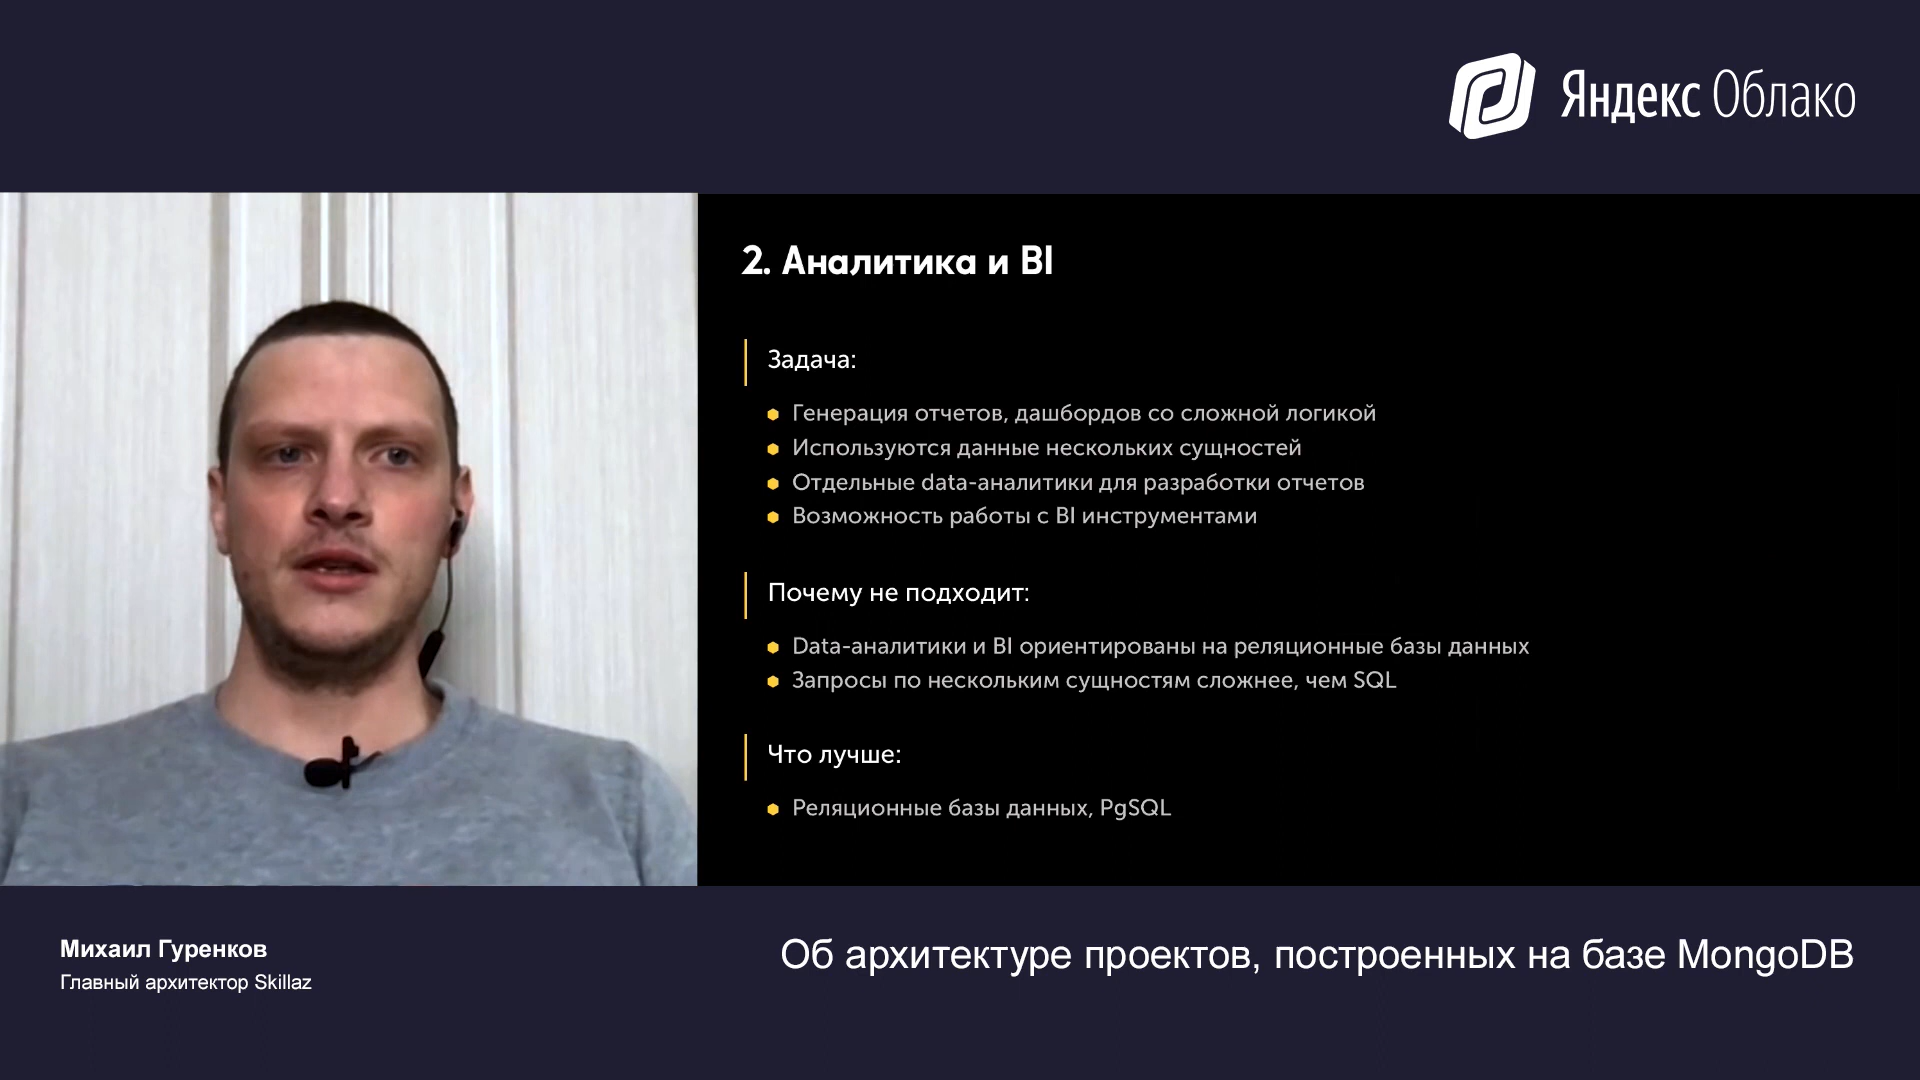 Яндекс Облако
2. Аналитика и BI
Задача:
Генерация отчетов, дашбордов со сложной логикой
Используются данные нескольких сущностей
Отдельные data-аналитики для разработки отчетов
Возможность работы с BI инструментами
Почему не подходит:
Data-аналитики и BI ориентированы на реляционные базы данных
Запросы по нескольким сущностям сложнее, чем SQL
Что лучше:
Реляционные базы данных, PgSQL
Михаил Гуренков
Главный архитектор Skillaz
Об архитектуре проектов, построенных на базе MongoDB